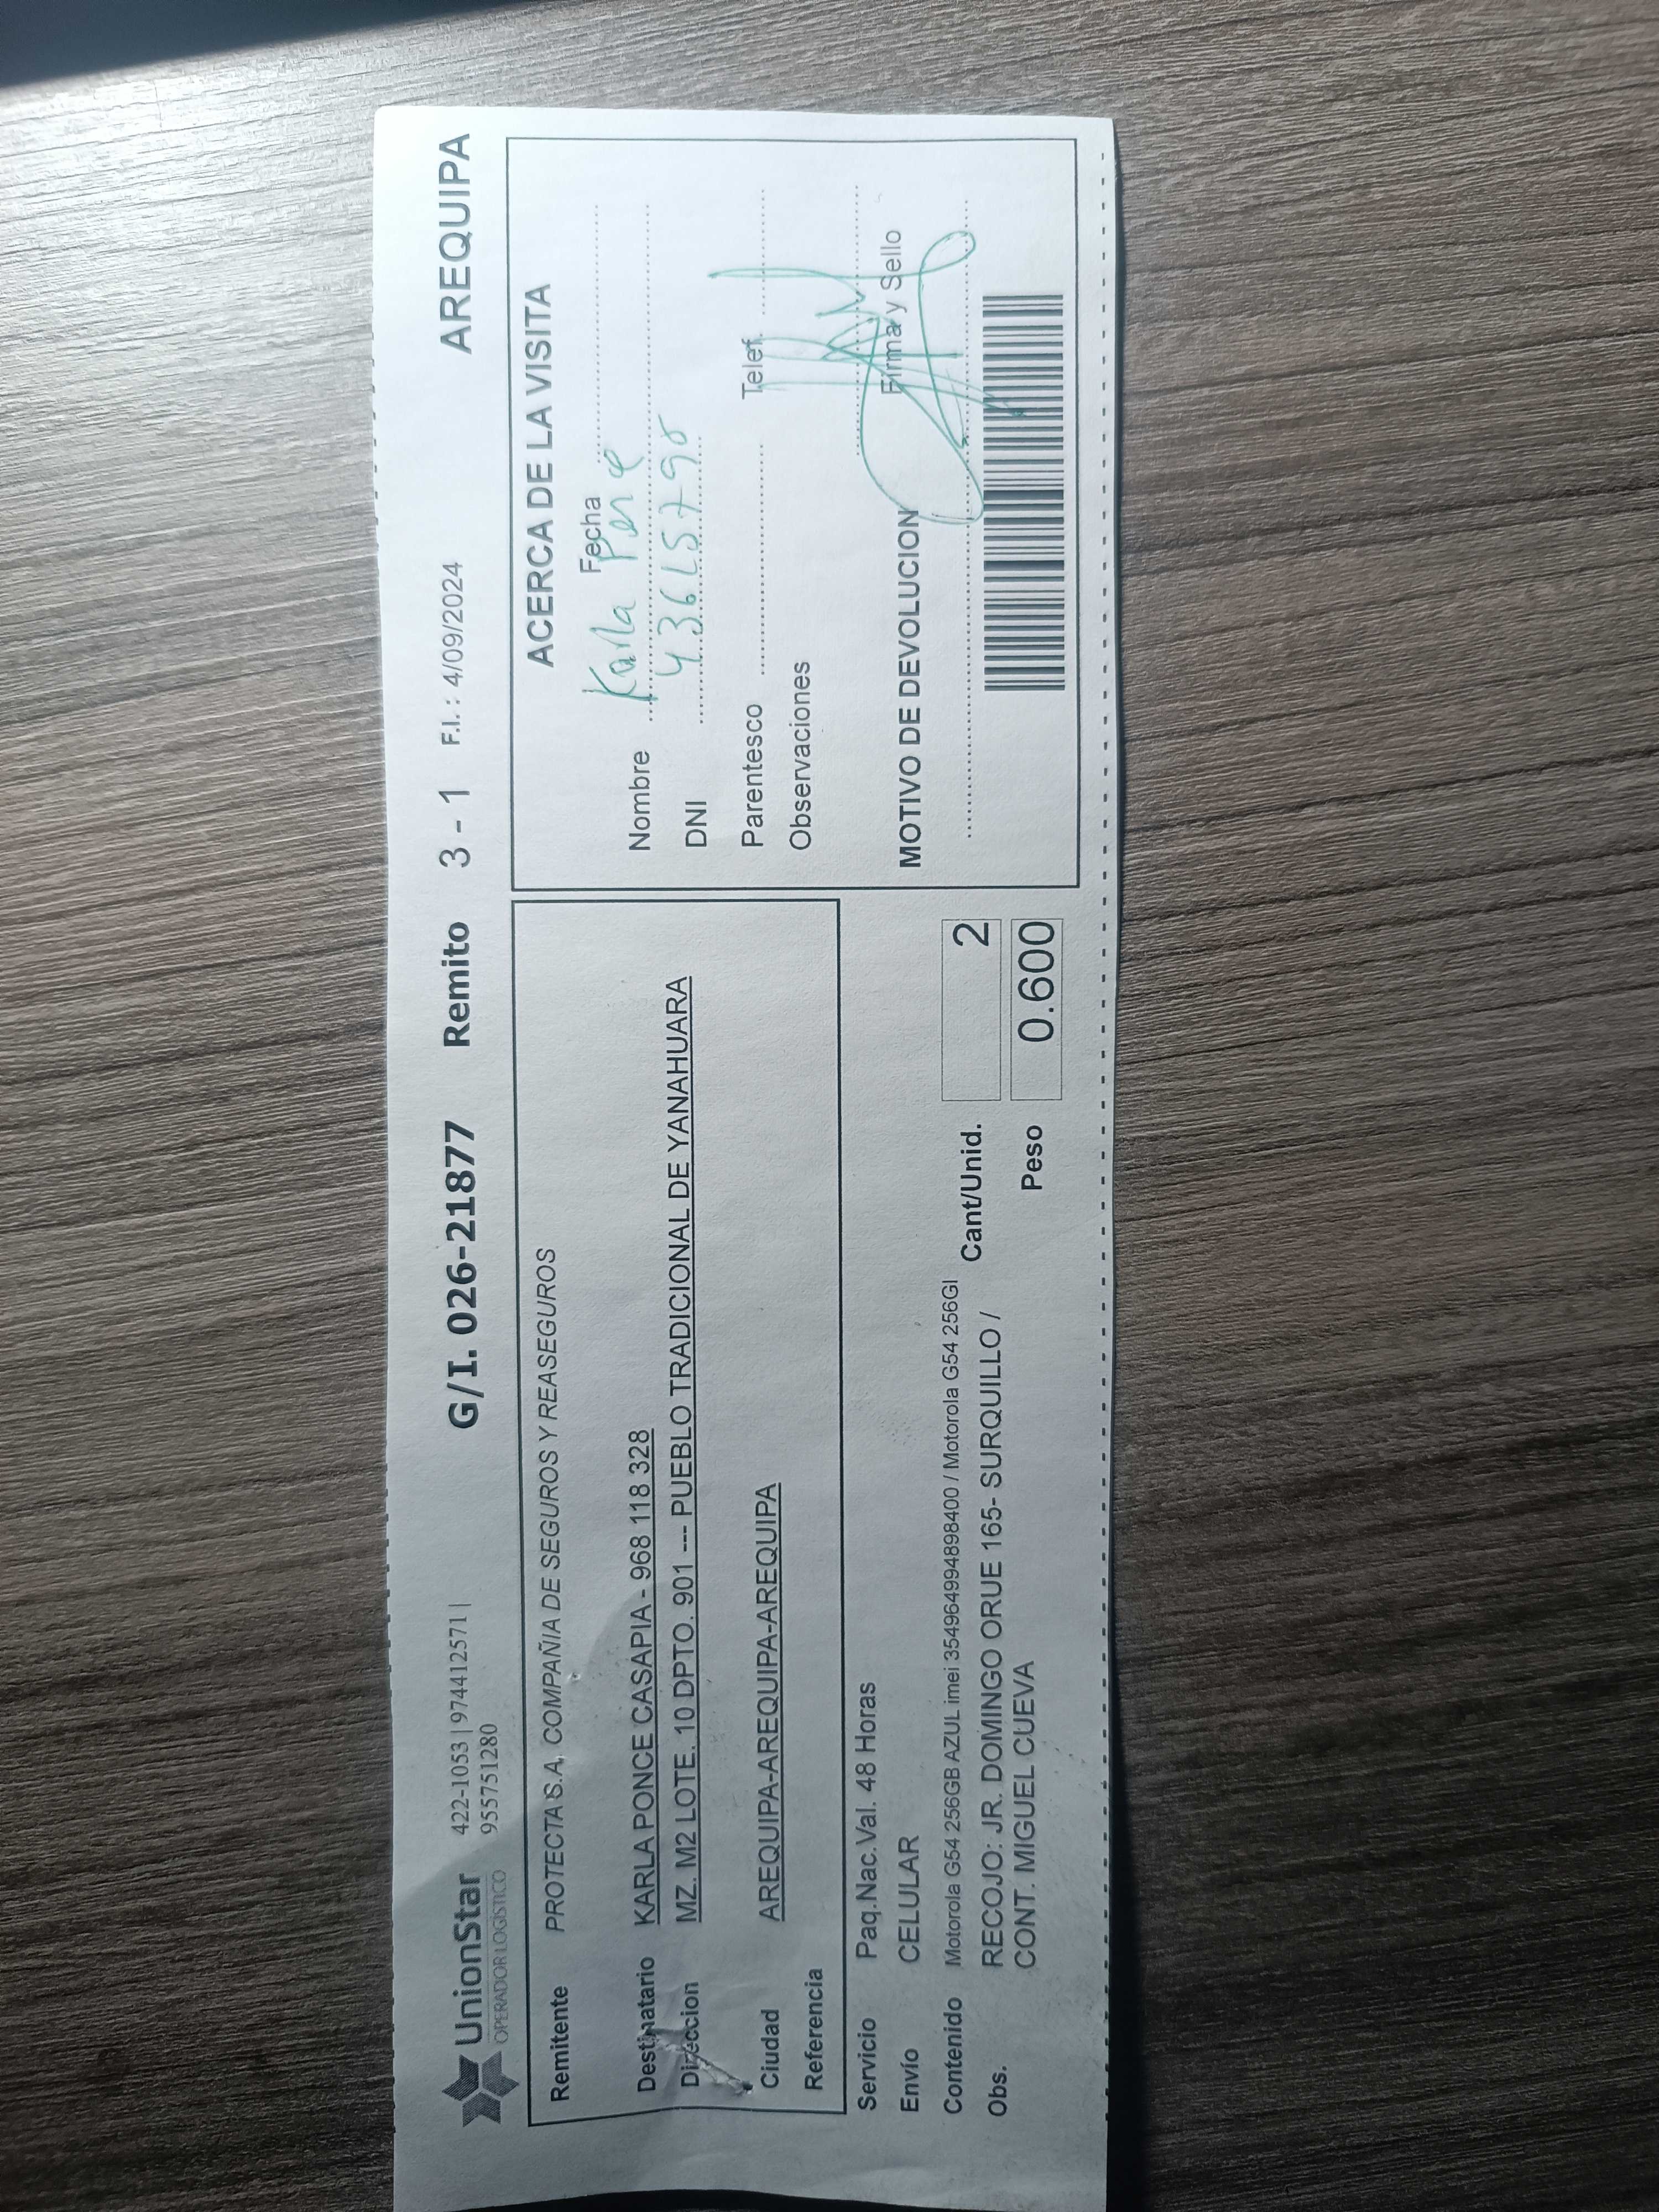 UnionStar
OPERADOR LOGÍSTICO
422-1053 | 974412571 |
955751280
G/I. 026-21877 Remito 3 - 1 F.I. : 4/09/2024 AREQUIPA
Remitente PROTECTA S.A. COMPAÑIA DE SEGUROS Y REASEGUROS
Destinatario KARLA PONCE CASAPIA - 968 118 328
Direccion MZ. M2 LOTE. 10 DPTO. 901 --- PUEBLO TRADICIONAL DE YANAHUARA
Ciudad AREQUIPA-AREQUIPA-AREQUIPA
Referencia
Servicio Paq.Nac.Val. 48 Horas
Envío CELULAR
Contenido Motorola G54 256GB AZUL imei 354964994898400 / Motorola G54 256GI
Obs. RECOJO: JR. DOMINGO ORUE 165- SURQUILLO /
CONT. MIGUEL CUEVA
Cant/Unid. 2
Peso 0.600
ACERCA DE LA VISITA
Fecha
Nombre Karla
DNI
Parentesco Telef.
Observaciones
Firma y Sello
MOTIVO DE DEVOLUCION